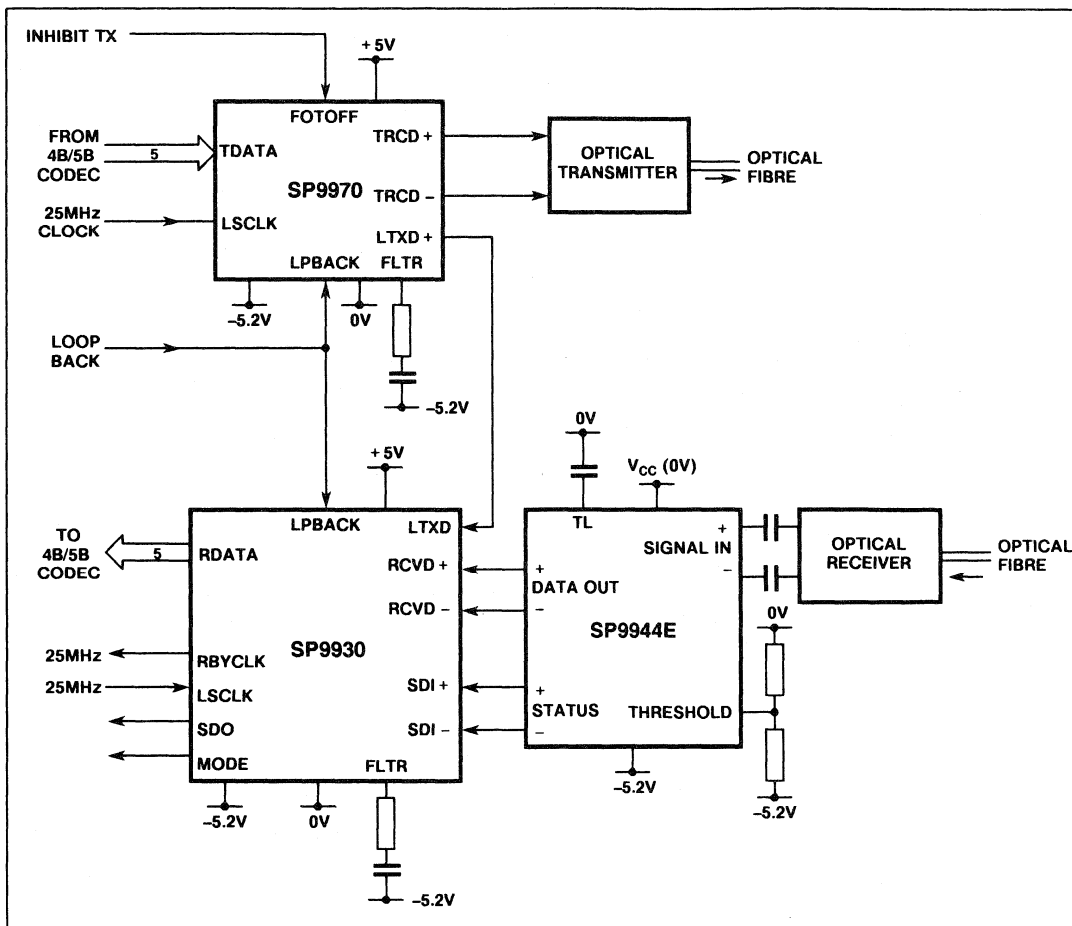 INHIBIT TX
+5V
FOTOFF
FROM
4B/5B
CODEC
5
TDATA
TRCD +
OPTICAL
TRANSMITTER
OPTICAL
FIBRE
SP9970
TRCD −
25MHz
CLOCK
LSCLK
LTXD +
LPBACK
FLTR
−5.2V
0V
LOOP
BACK
−5.2V
+5V
0V
VCC (0V)
TO
4B/5B
CODEC
5
RDATA
LPBACK
LTXD
RCVD +
RCVD −
TL
+
SIGNAL IN
−
OPTICAL
RECEIVER
OPTICAL
FIBRE
+
DATA OUT
−
0V
SP9930
SP9944E
25MHz
RBYCLK
25MHz
LSCLK
SDI +
+
STATUS
THRESHOLD
SDO
SDI −
−
MODE
FLTR
−5.2V
0V
−5.2V
−5.2V
−5.2V